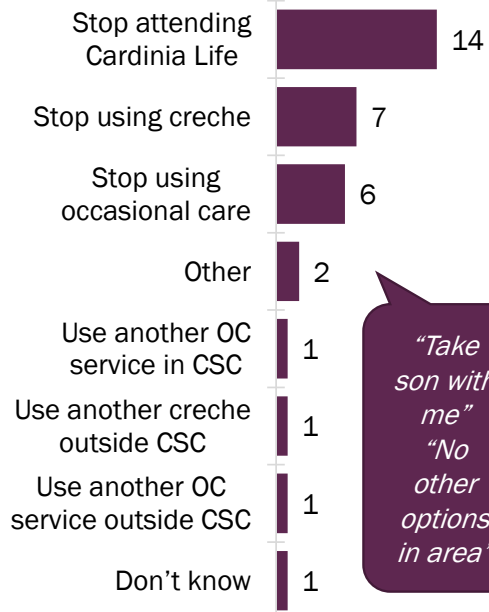 Stop attending
Cardinia Life
14
Stop using creche
7
Stop using
occasional care
6
Other
2
Use another OC
service in CSC
1
Use another creche
outside CSC
1
Use another OC
service outside CSC
1
Don’t know
1
“Take
son with
me”
“No
other
options
in area”